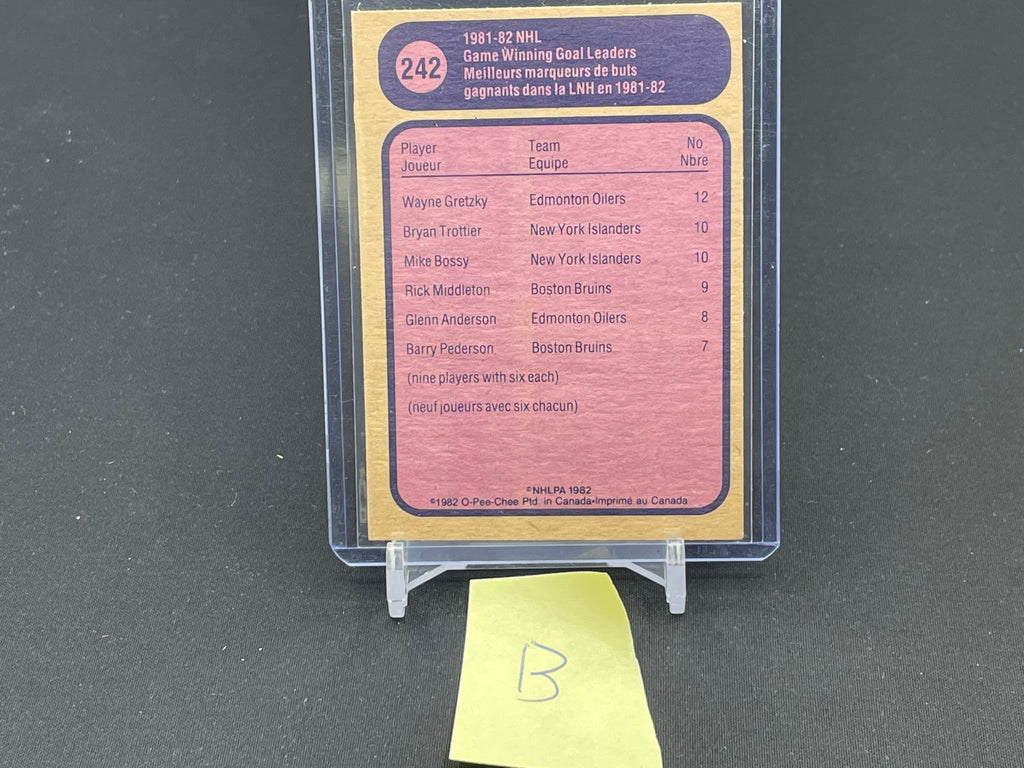 242
1981-82 NHL
Game Winning Goal Leaders
Meilleurs marqueurs de buts
gagnants dans la LNH en 1981-82
Player Team No
Joueur Equipe Nbre
Wayne Gretzky Edmonton Oilers 12
Bryan Trottier New York Islanders 10
Mike Bossy New York Islanders 10
Rick Middleton Boston Bruins 9
Glenn Anderson Edmonton Oilers 8
Barry Pederson Boston Bruins 7
(nine players with six each)
(neuf joueurs avec six chacun)
©NHLPA 1982
©1982 O-Pee-Chee Ptd. in Canada•Imprimé au Canada
B